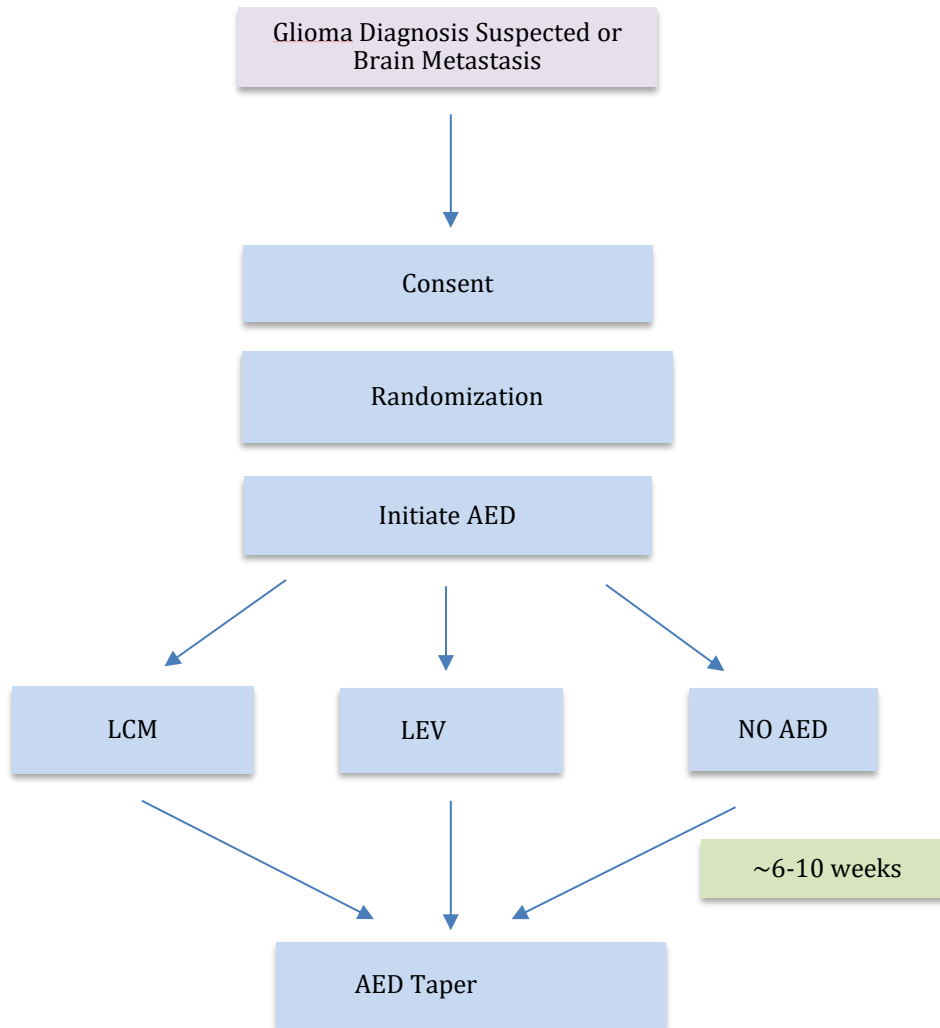 Glioma Diagnosis Suspected or
Brain Metastasis
Consent
Randomization
Initiate AED
LCM
LEV
NO AED
~6-10 weeks
AED Taper